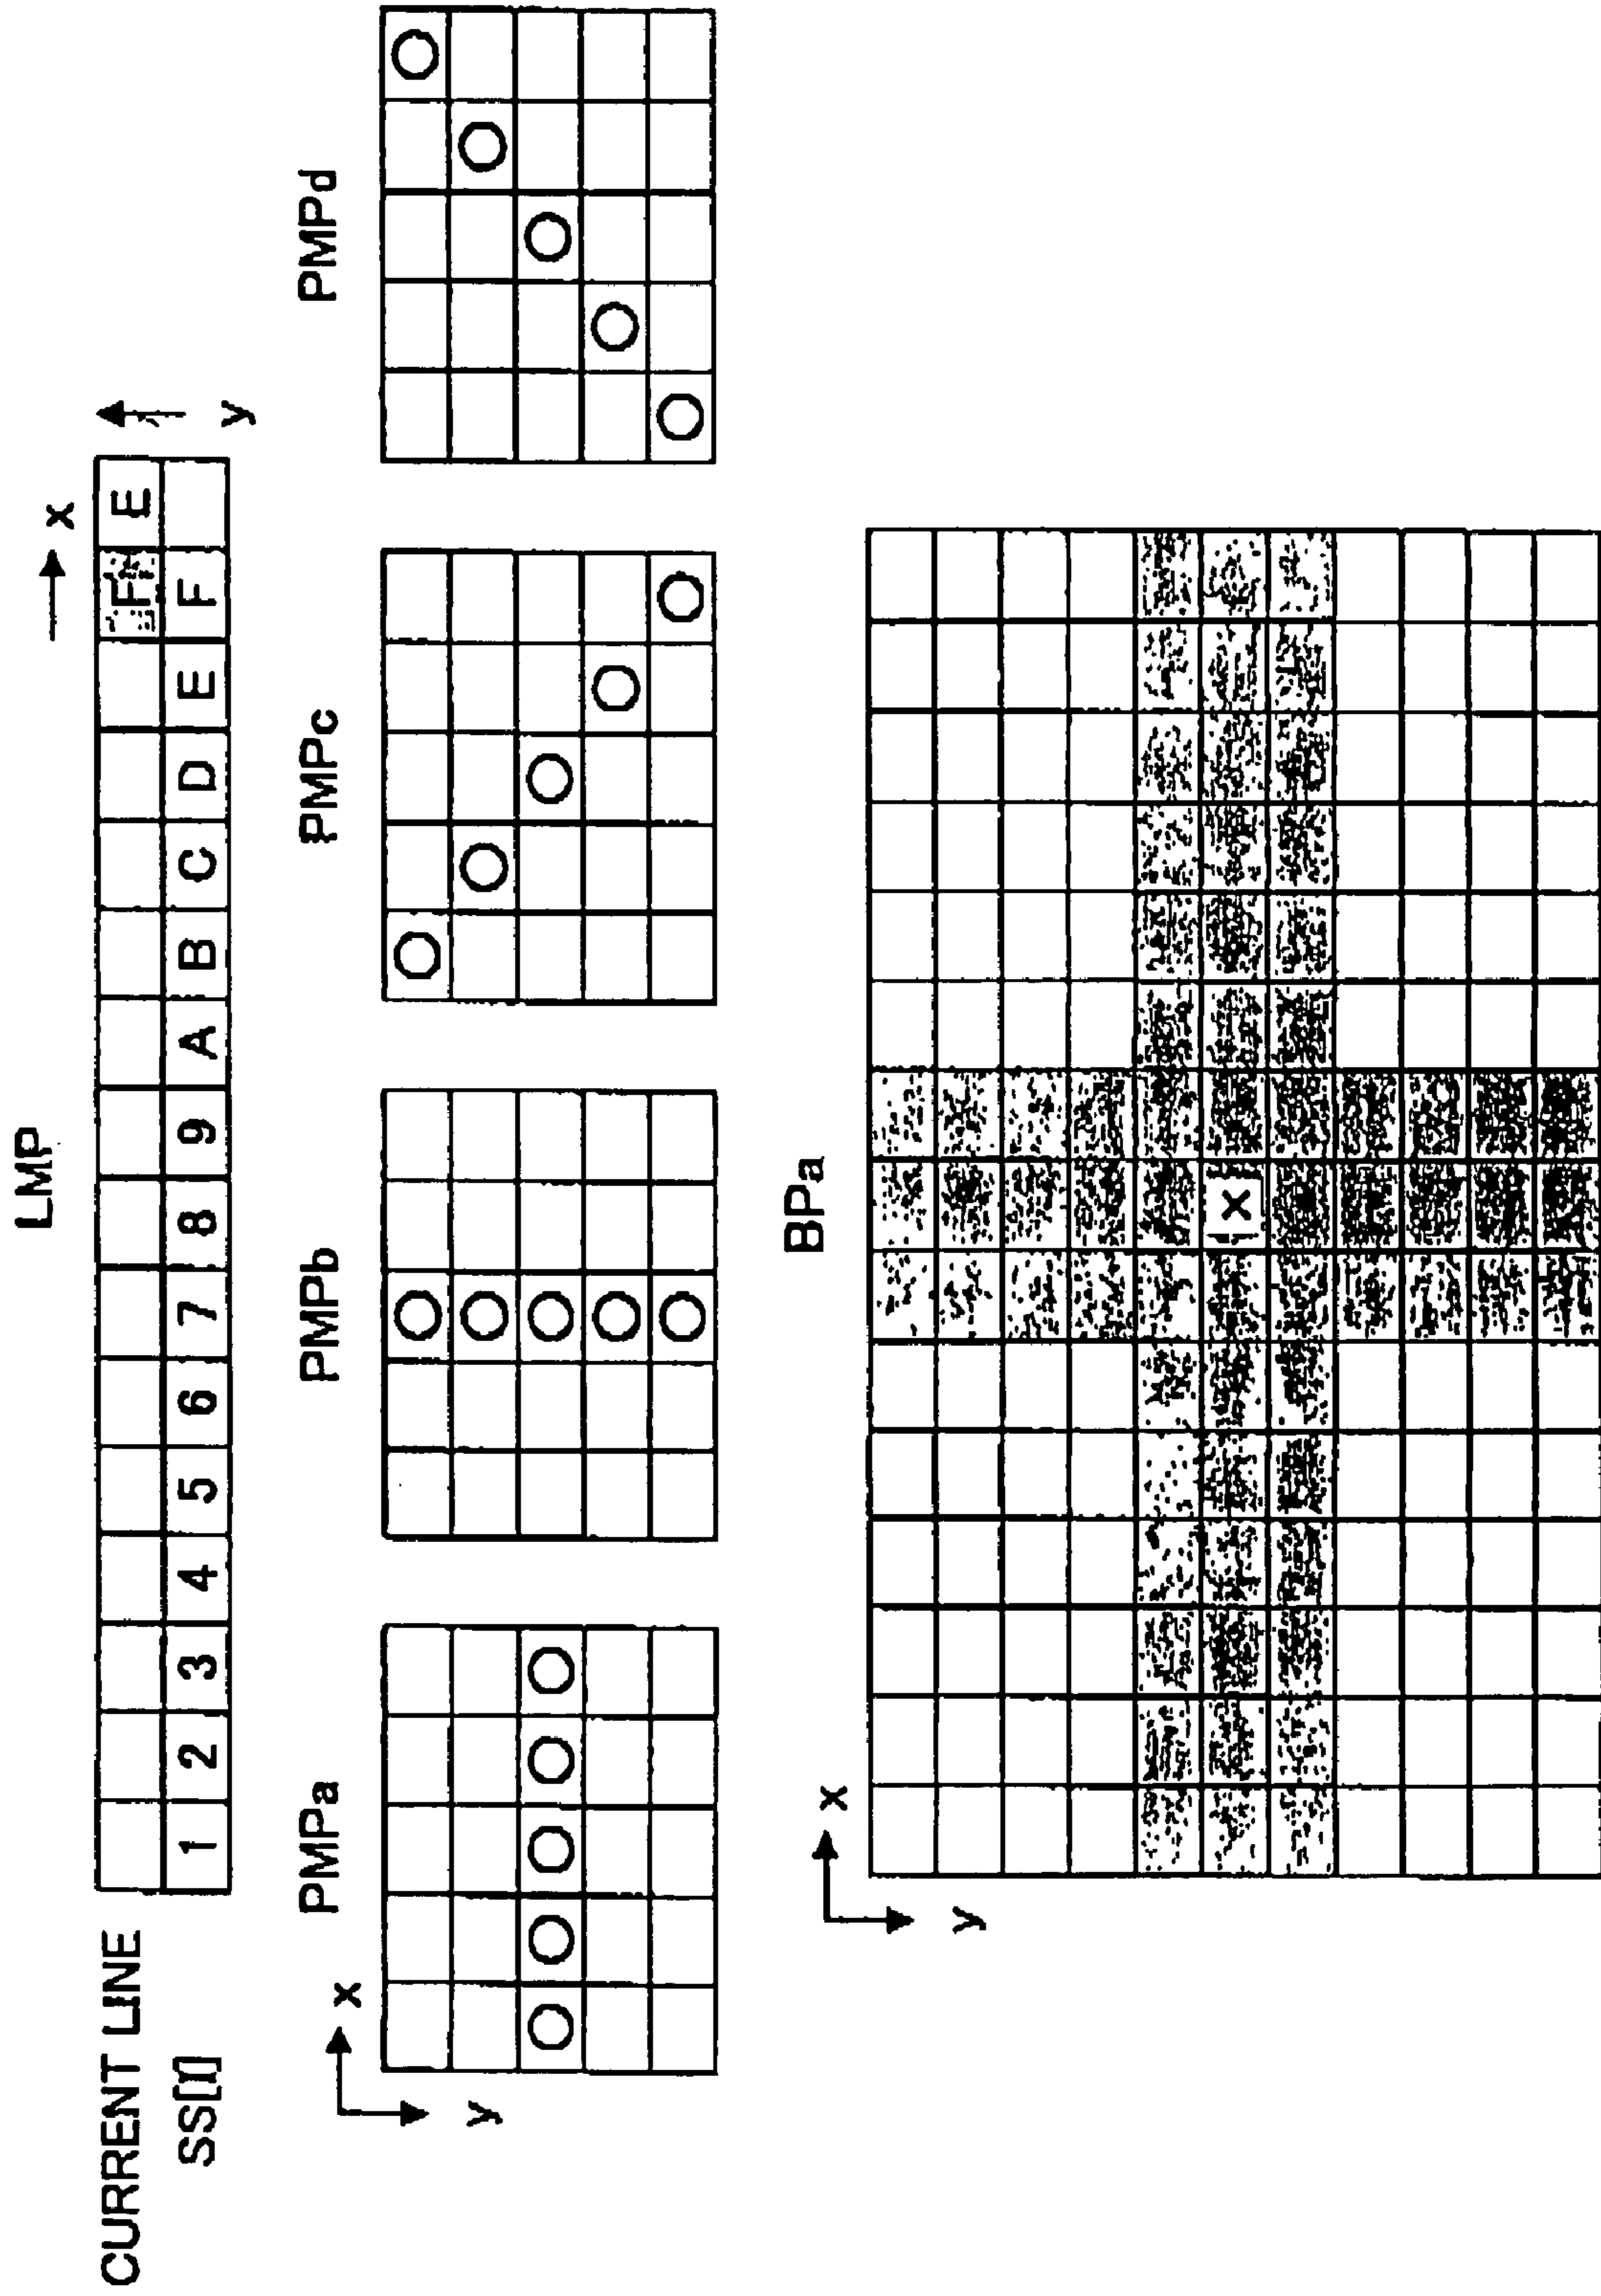 LMP
x
CURRENT LINE F E
SS[I] 1 2 3 4 5 6 7 8 9 A B C D E F
y
PMPa PMPb PMPc PMPd
x
y
BPa
x
y
×